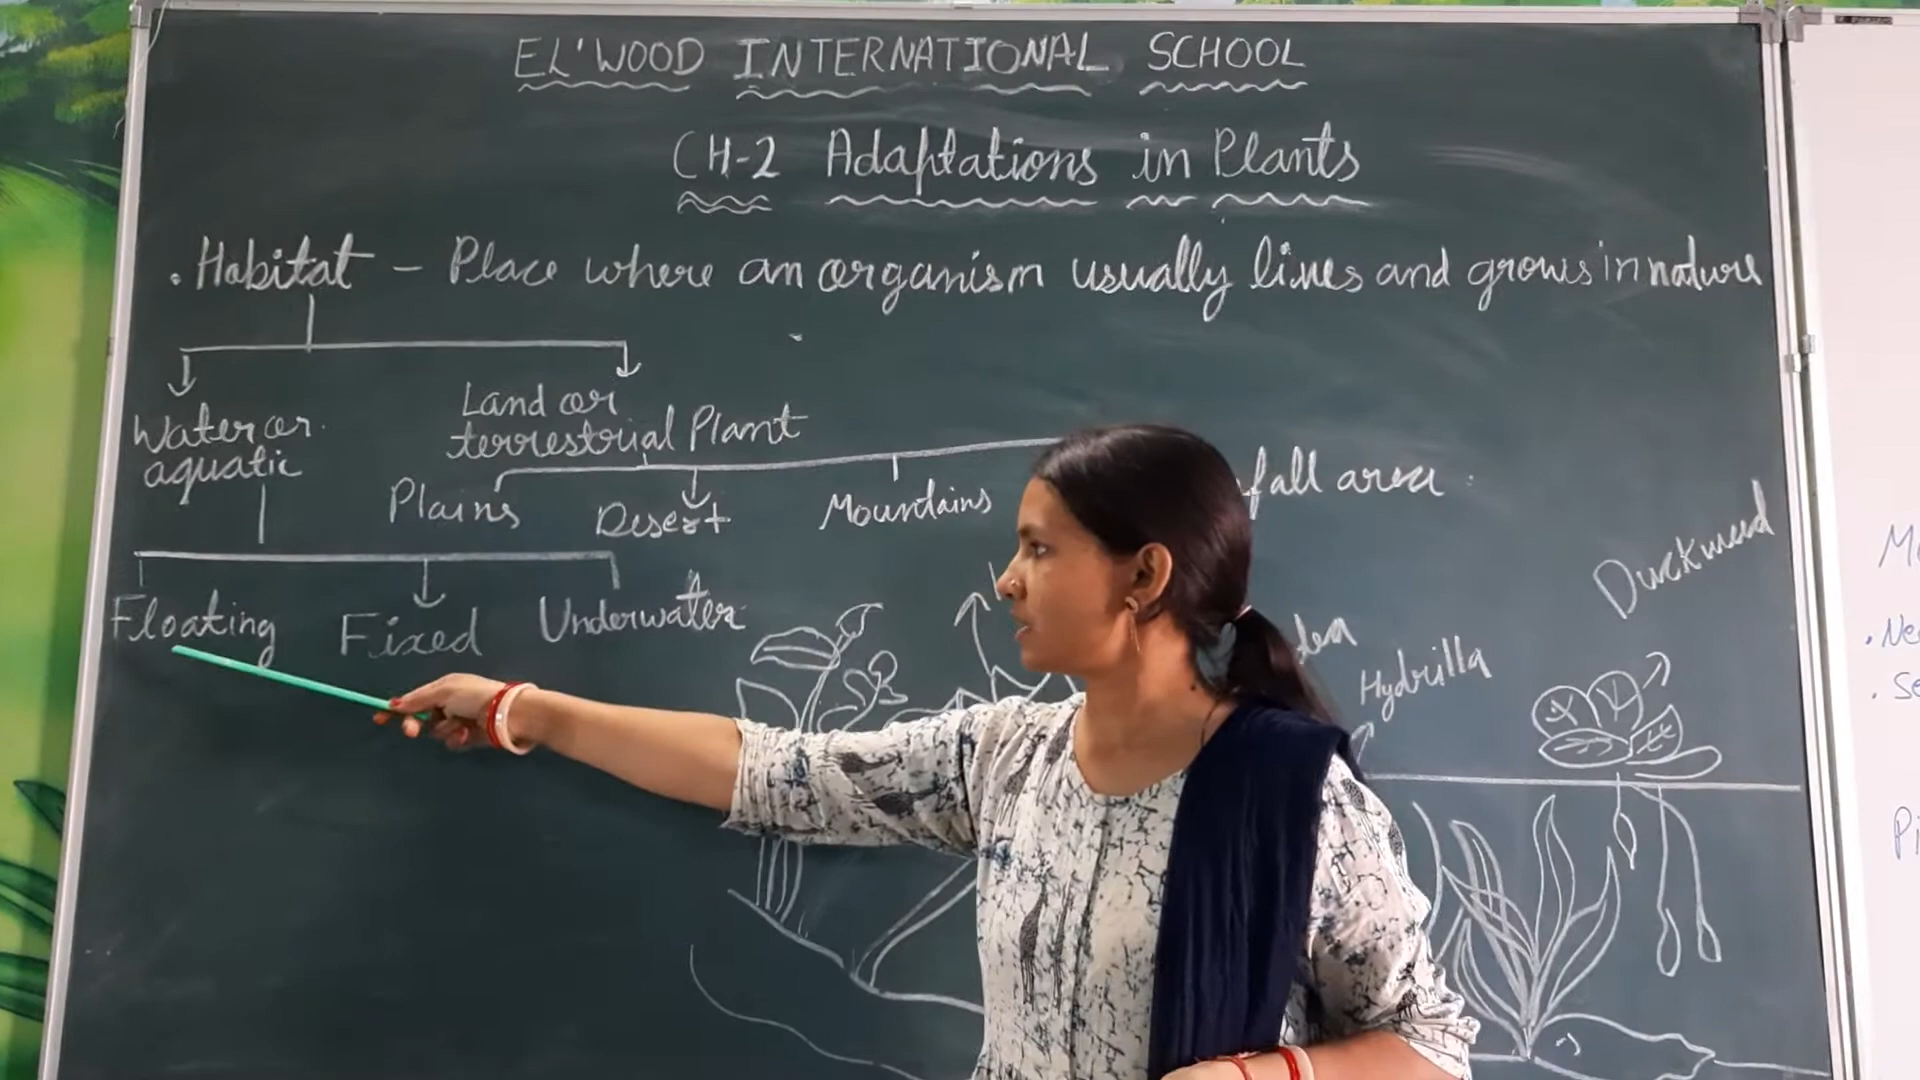 EL'WOOD INTERNATIONAL SCHOOL
CH-2 Adaptations in Plants
. Habitat - Place where an organism usually lives and grows in nature
Water or
aquatic
Land or
terrestrial Plant
Plains Desert Mountains fall area
Floating Fixed Underwater
Hydrilla
Duckweed